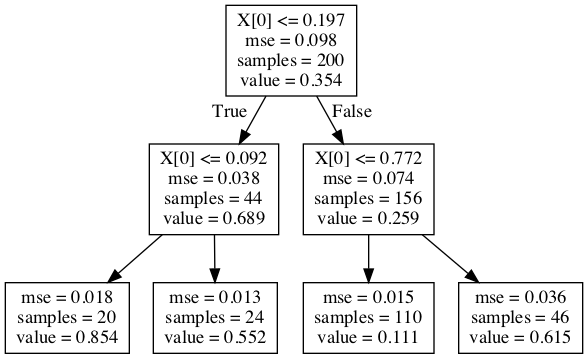 X[0] <= 0.197
mse = 0.098
samples = 200
value = 0.354
True
False
X[0] <= 0.092
mse = 0.038
samples = 44
value = 0.689
X[0] <= 0.772
mse = 0.074
samples = 156
value = 0.259
mse = 0.018
samples = 20
value = 0.854
mse = 0.013
samples = 24
value = 0.552
mse = 0.015
samples = 110
value = 0.111
mse = 0.036
samples = 46
value = 0.615